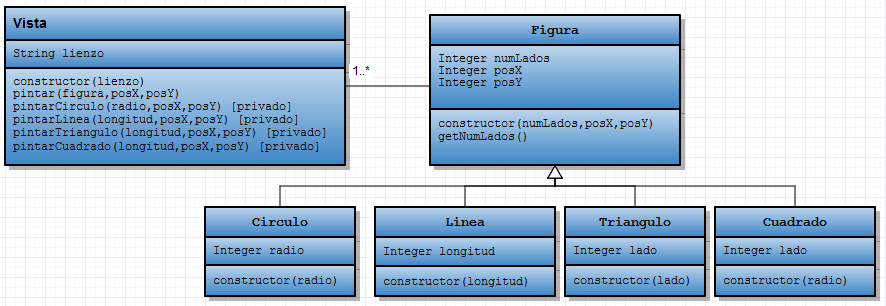 Vista
String lienzo
constructor(lienzo)
pintar(figura,posX,posY)
pintarCirculo(radio,posX,posY) [privado]
pintarLinea(longitud,posX,posY) [privado]
pintarTriangulo(longitud,posX,posY) [privado]
pintarCuadrado(longitud,posX,posY) [privado]
1..*
Figura
Integer numLados
Integer posX
Integer posY
constructor(numLados,posX,posY)
getNumLados()
Circulo
Integer radio
constructor(radio)
Linea
Integer longitud
constructor(longitud)
Triangulo
Integer lado
constructor(lado)
Cuadrado
Integer lado
constructor(radio)